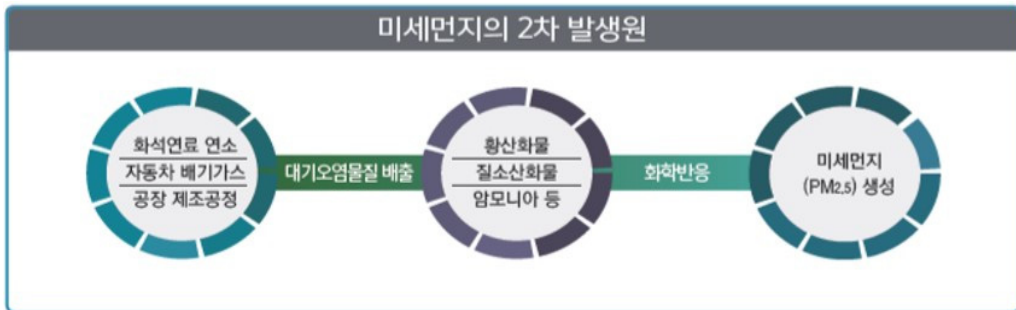 미세먼지의 2차 발생원
화석연료 연소
자동차 배기가스
공장 제조공정
대기오염물질 배출
황산화물
질소산화물
암모니아 등
화학반응
미세먼지
(PM2.5) 생성